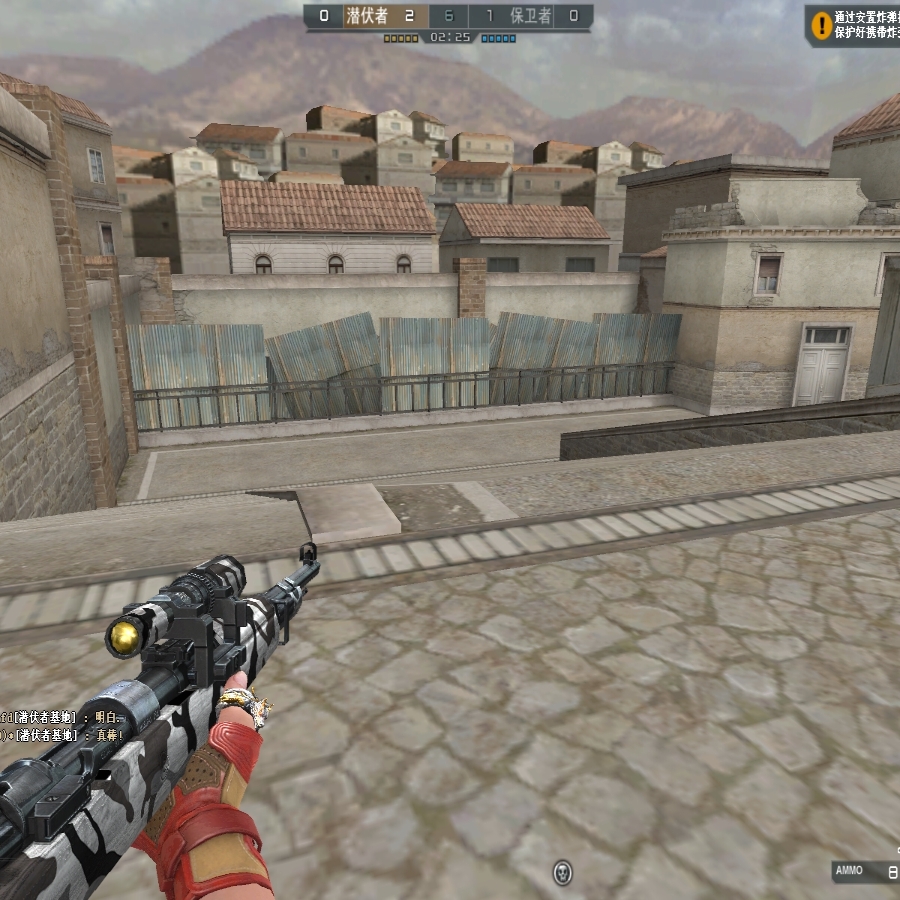 0 潜伏者 2 6 1 保卫者 0
02:25
通过安置炸弹
保护好携带炸
fd[潜伏者基地] : 明白。
)*[潜伏者基地] : 真棒!
AMMO 8